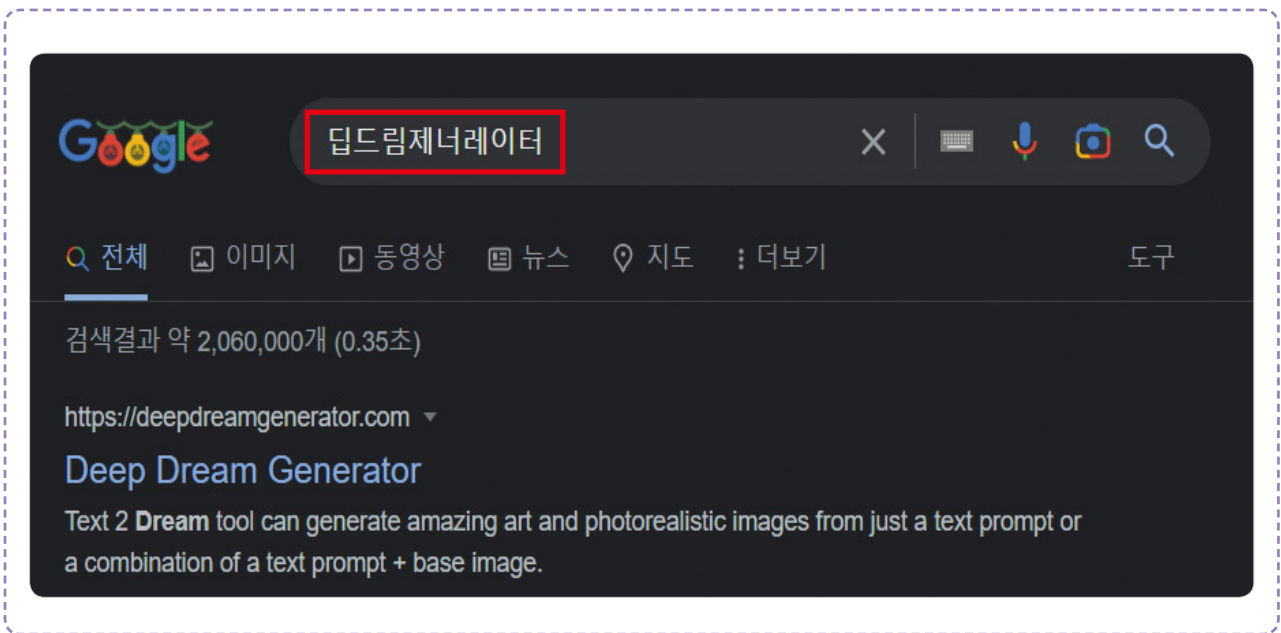 Google
딥드림제너레이터
전체 이미지 동영상 뉴스 지도 더보기 도구
검색결과 약 2,060,000개 (0.35초)
https://deepdreamgenerator.com
Deep Dream Generator
Text 2 Dream tool can generate amazing art and photorealistic images from just a text prompt or
a combination of a text prompt + base image.